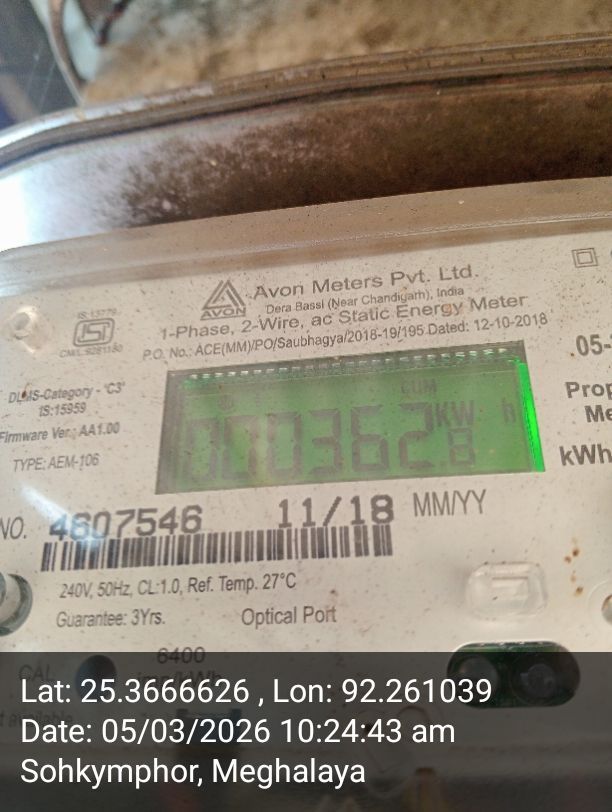 AVON
Avon Meters Pvt. Ltd.
Dera Bassi (Near Chandigarh), India
1-Phase, 2-Wire, ac Static Energy Meter
P.O. No.: ACE(MM)/PO/Saubhagya/2018-19/195 Dated: 12-10-2018
IS:13779
DLMS-Category - 'C3'
IS:15959
Firmware Ver.: AA1.00
TYPE: AEM-106
05-
Prop
Me
kWh
CUM
0003628 KW h
NO. 4607546 11/18 MM/YY
240V, 50Hz, CL:1.0, Ref. Temp. 27°C
Guarantee: 3Yrs. Optical Port
CAL
6400
Lat: 25.3666626 , Lon: 92.261039
Date: 05/03/2026 10:24:43 am
Sohkymphor, Meghalaya